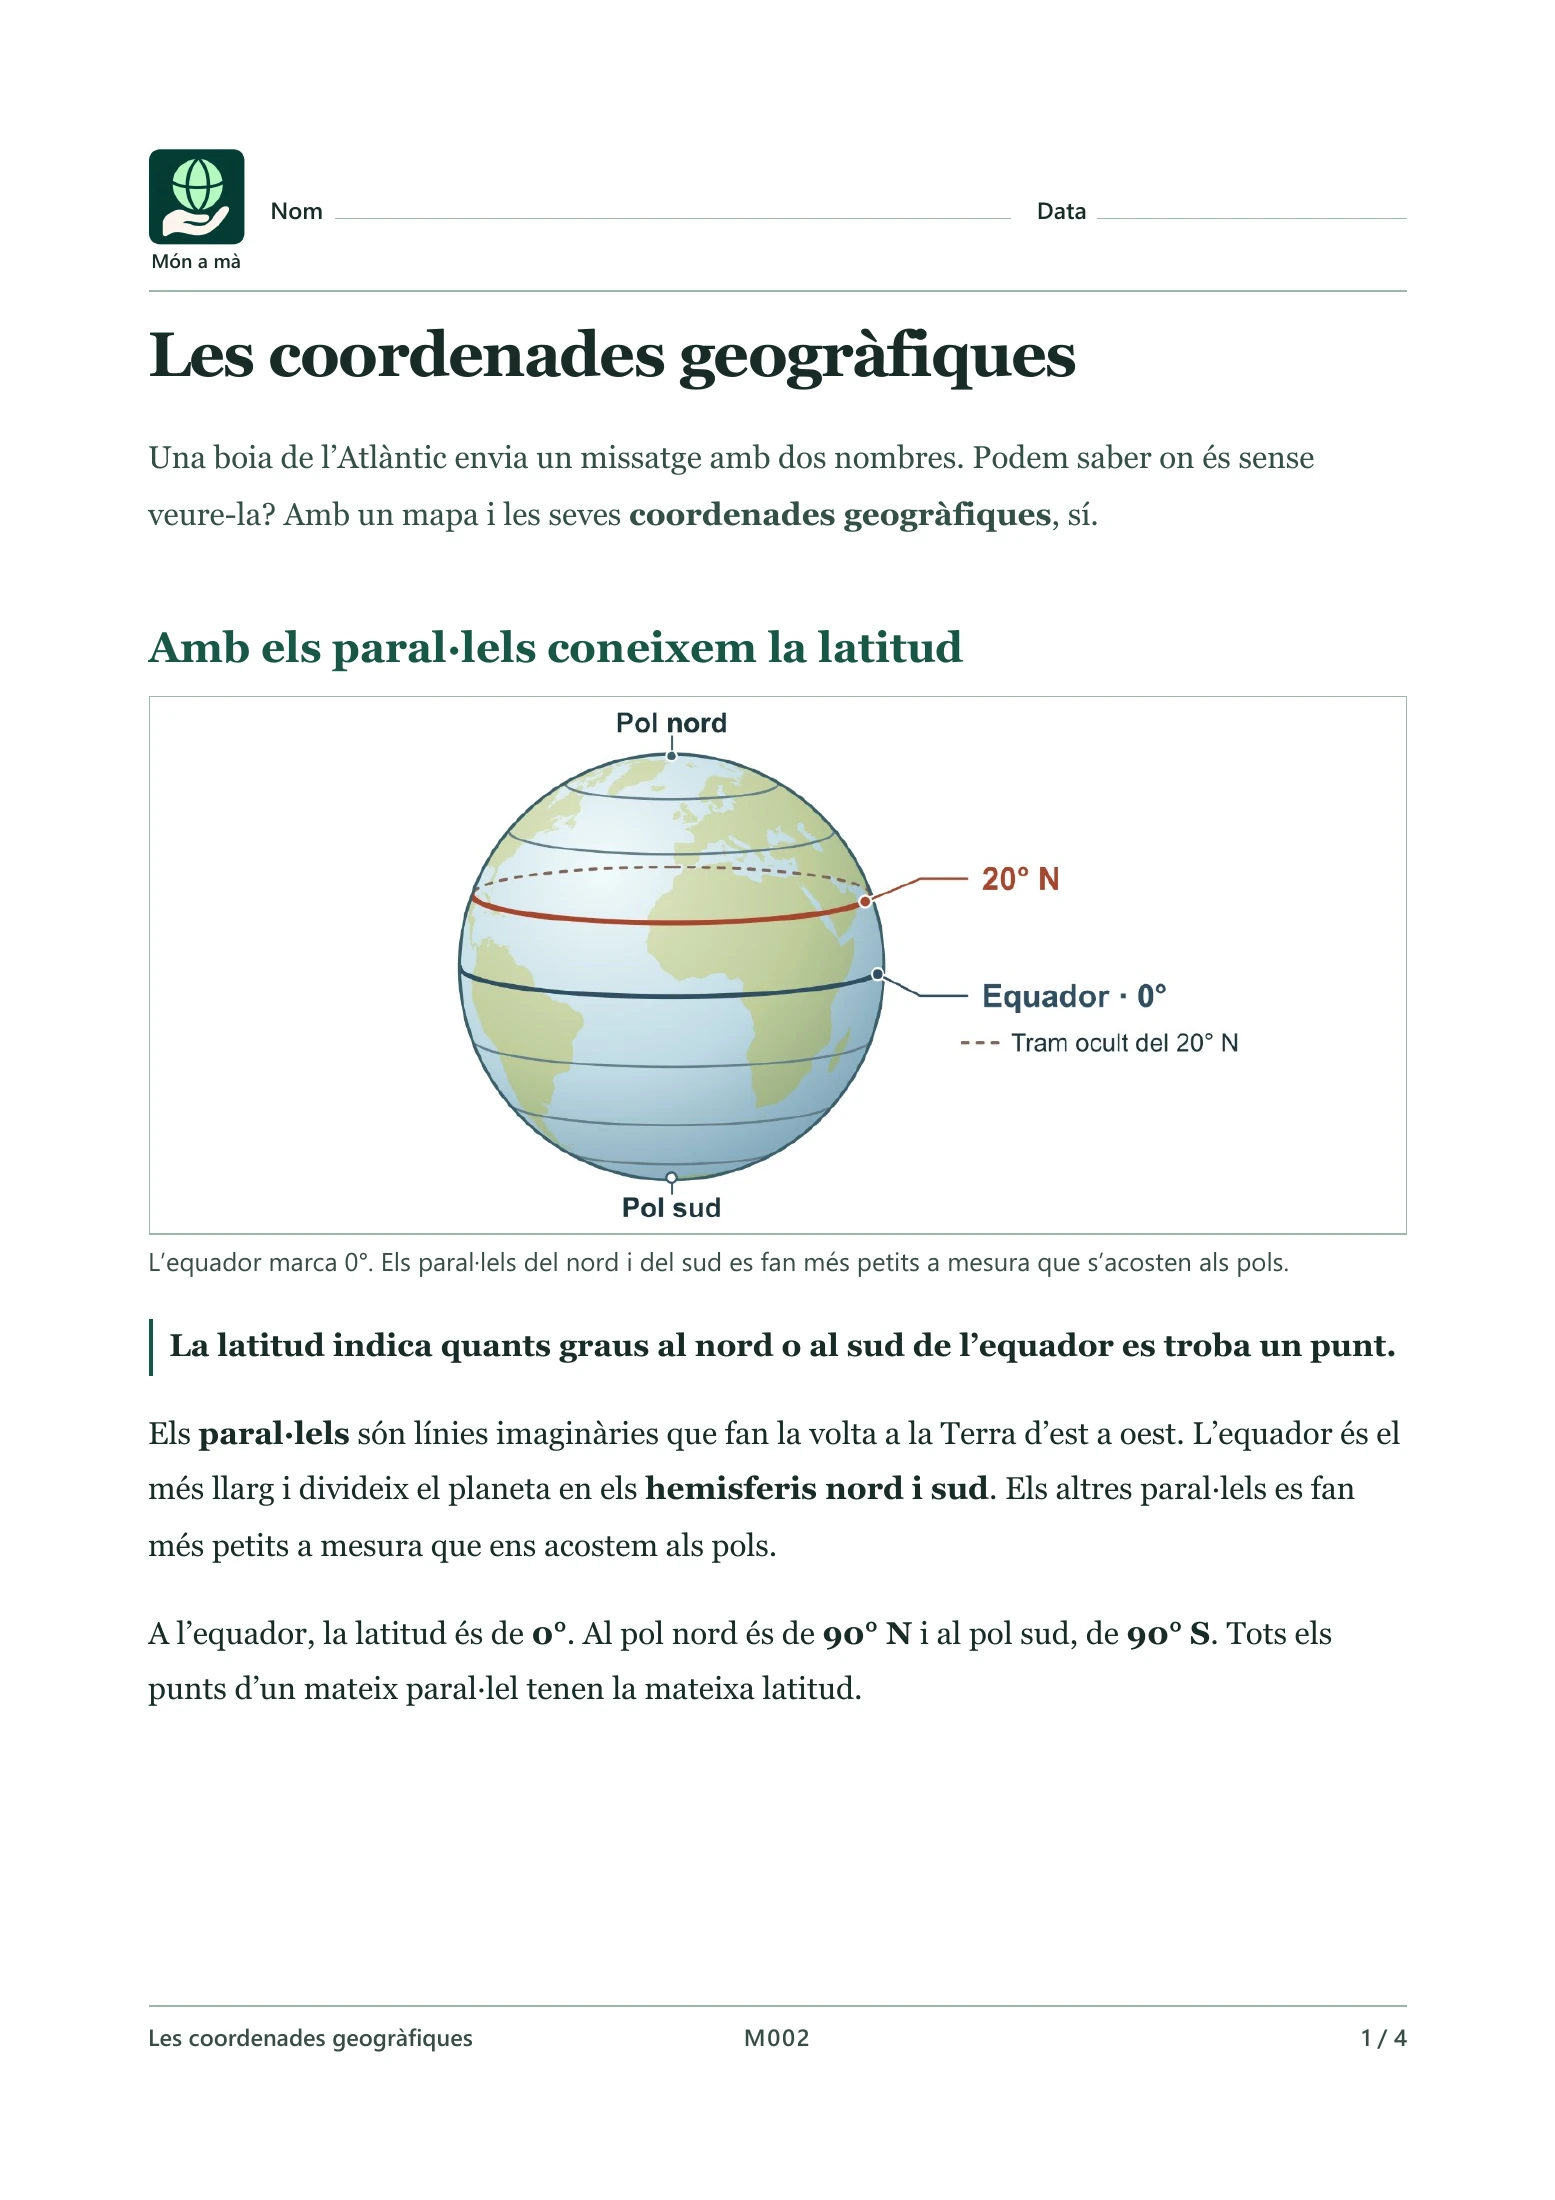 Nom
Data
Món a mà
Les coordenades geogràfiques
Una boia de l’Atlàntic envia un missatge amb dos nombres. Podem saber on és sense
veure-la? Amb un mapa i les seves coordenades geogràfiques, sí.
Amb els paral·lels coneixem la latitud
Pol nord
20° N
Equador · 0°
Tram ocult del 20° N
Pol sud
L’equador marca 0°. Els paral·lels del nord i del sud es fan més petits a mesura que s’acosten als pols.
La latitud indica quants graus al nord o al sud de l’equador es troba un punt.
Els paral·lels són línies imaginàries que fan la volta a la Terra d’est a oest. L’equador és el
més llarg i divideix el planeta en els hemisferis nord i sud. Els altres paral·lels es fan
més petits a mesura que ens acostem als pols.
A l’equador, la latitud és de 0°. Al pol nord és de 90° N i al pol sud, de 90° S. Tots els
punts d’un mateix paral·lel tenen la mateixa latitud.
Les coordenades geogràfiques
M002
1 / 4